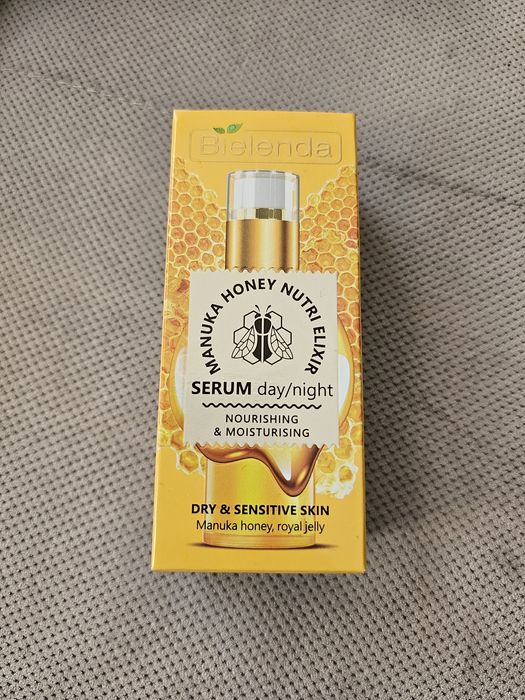 Bielenda
MANUKA HONEY NUTRI ELIXIR
SERUM day/night
NOURISHING
& MOISTURISING
DRY & SENSITIVE SKIN
Manuka honey, royal jelly